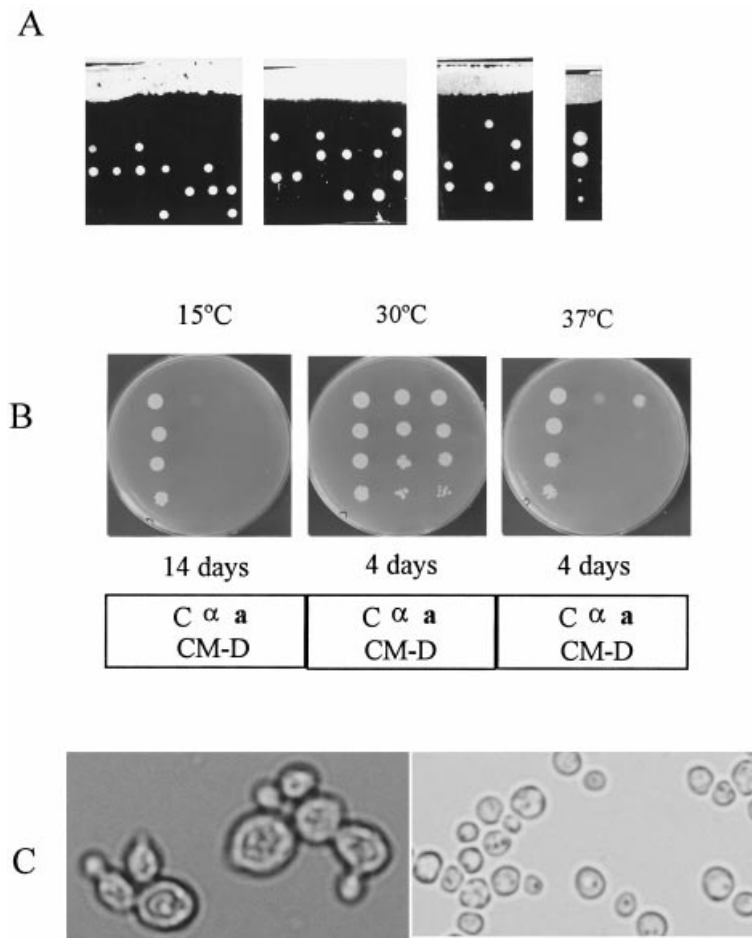 A
15ºC 30ºC 37ºC
B
14 days 4 days 4 days
C α a C α a C α a
CM-D CM-D CM-D
C